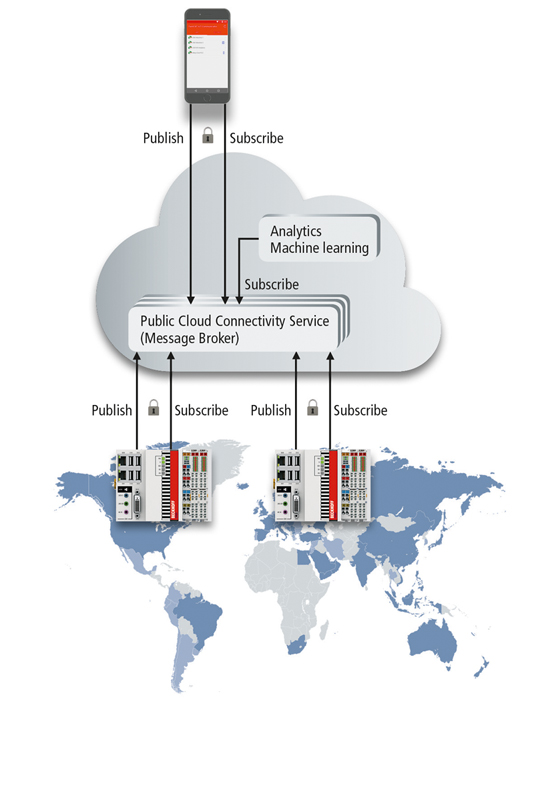 Publish
Subscribe
Analytics
Machine learning
Subscribe
Public Cloud Connectivity Service
(Message Broker)
Publish
Subscribe
Publish
Subscribe